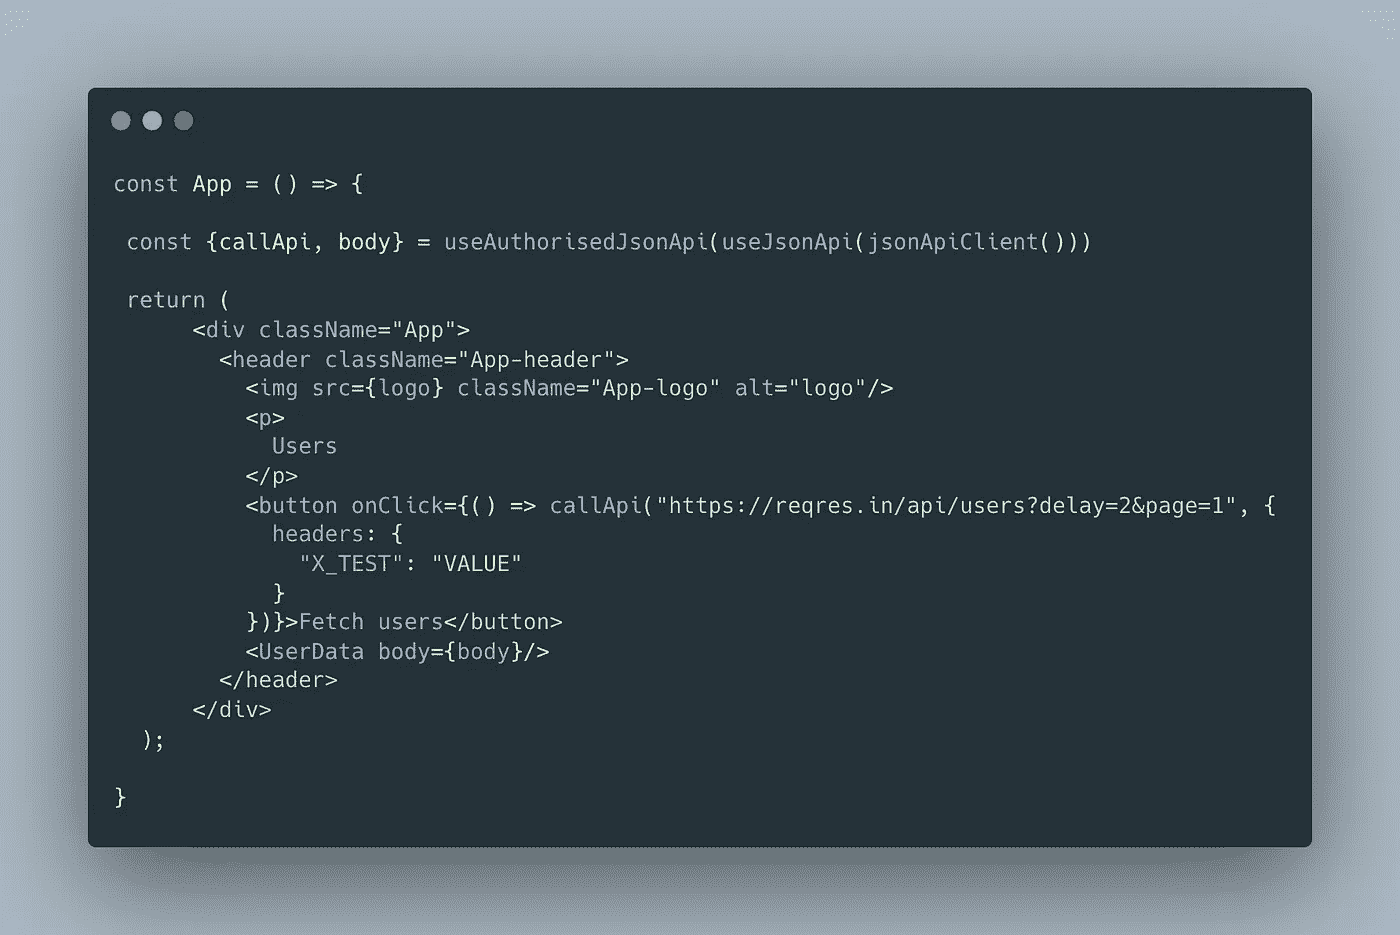 const App = () => {
const {callApi, body} = useAuthorisedJsonApi(useJsonApi(jsonApiClient()))
return (
<div className="App">
<header className="App-header">
<img src={logo} className="App-logo" alt="logo"/>
<p>
Users
</p>
<button onClick={() => callApi("https://reqres.in/api/users?delay=2&page=1", {
headers: {
"X_TEST": "VALUE"
}
})}>Fetch users</button>
<UserData body={body}/>
</header>
</div>
);
}